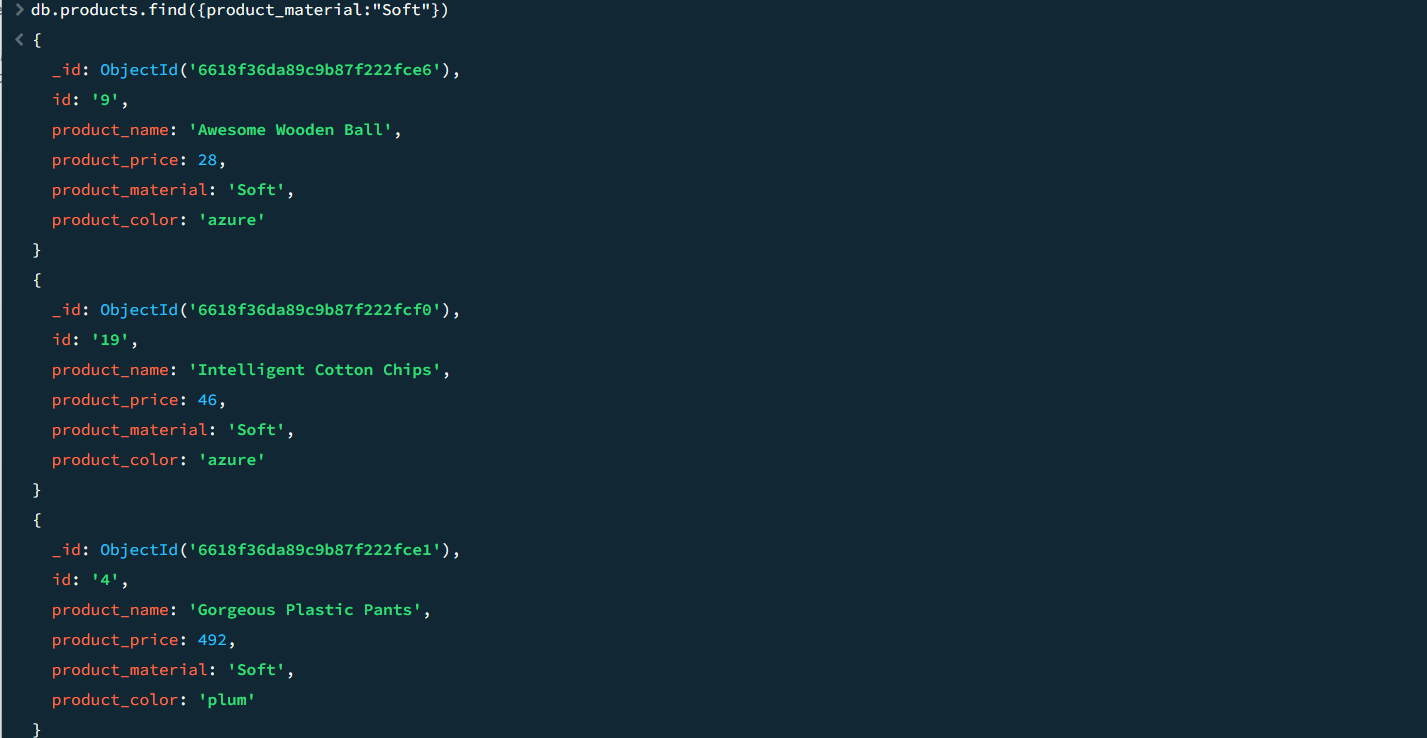 > db.products.find({product_material:"Soft"})
< {
_id: ObjectId('6618f36da89c9b87f222fce6'),
id: '9',
product_name: 'Awesome Wooden Ball',
product_price: 28,
product_material: 'Soft',
product_color: 'azure'
}
{
_id: ObjectId('6618f36da89c9b87f222fcf0'),
id: '19',
product_name: 'Intelligent Cotton Chips',
product_price: 46,
product_material: 'Soft',
product_color: 'azure'
}
{
_id: ObjectId('6618f36da89c9b87f222fce1'),
id: '4',
product_name: 'Gorgeous Plastic Pants',
product_price: 492,
product_material: 'Soft',
product_color: 'plum'
}